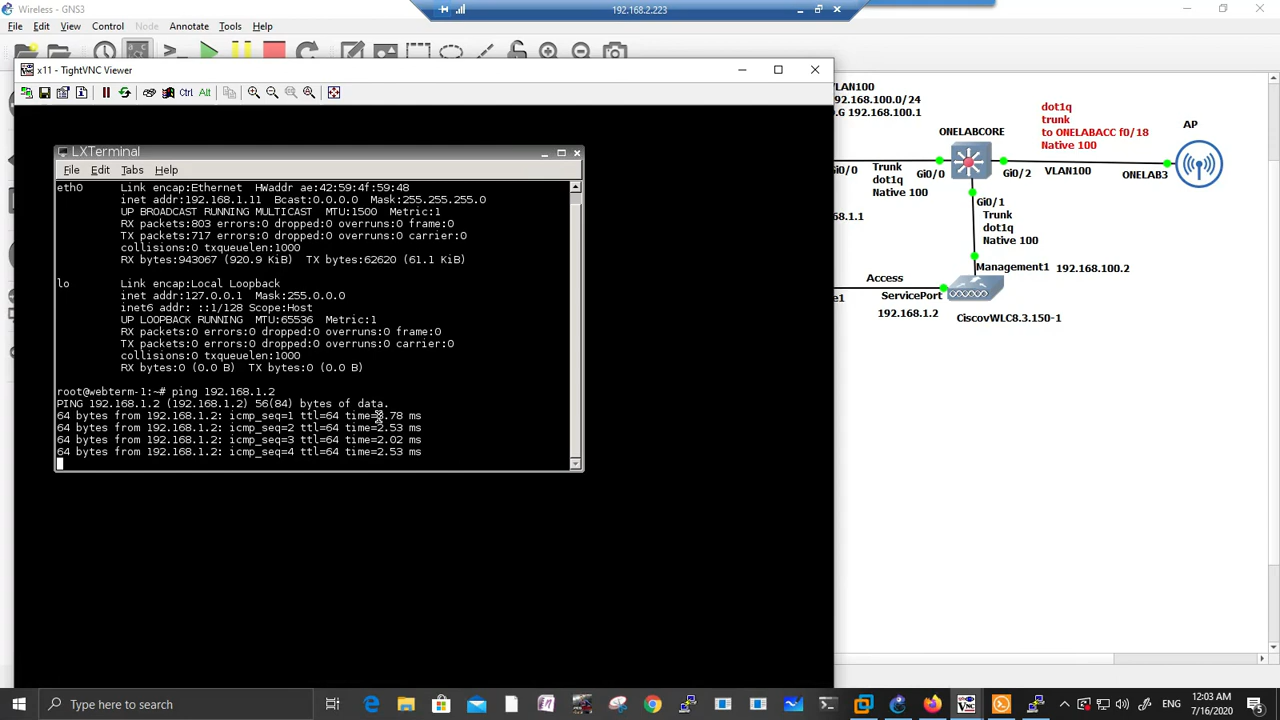 Wireless - GNS3
192.168.2.223
File Edit View Control Node Annotate Tools Help
x11 - TightVNC Viewer
Ctrl Alt
LXTerminal
File Edit Tabs Help
eth0 Link encap:Ethernet HWaddr ae:42:59:4f:59:48
inet addr:192.168.1.11 Bcast:0.0.0.0 Mask:255.255.255.0
UP BROADCAST RUNNING MULTICAST MTU:1500 Metric:1
RX packets:803 errors:0 dropped:0 overruns:0 frame:0
TX packets:717 errors:0 dropped:0 overruns:0 carrier:0
collisions:0 txqueuelen:1000
RX bytes:943067 (920.9 KiB) TX bytes:62620 (61.1 KiB)
lo Link encap:Local Loopback
inet addr:127.0.0.1 Mask:255.0.0.0
inet6 addr: ::1/128 Scope:Host
UP LOOPBACK RUNNING MTU:65536 Metric:1
RX packets:0 errors:0 dropped:0 overruns:0 frame:0
TX packets:0 errors:0 dropped:0 overruns:0 carrier:0
collisions:0 txqueuelen:1000
RX bytes:0 (0.0 B) TX bytes:0 (0.0 B)
root@webterm-1:~# ping 192.168.1.2
PING 192.168.1.2 (192.168.1.2) 56(84) bytes of data.
64 bytes from 192.168.1.2: icmp_seq=1 ttl=64 .78 ms
64 bytes from 192.168.1.2: icmp_seq=2 ttl=64 time=2.53 ms
64 bytes from 192.168.1.2: icmp_seq=3 ttl=64 time=2.02 ms
64 bytes from 192.168.1.2: icmp_seq=4 ttl=64 time=2.53 ms
VLAN100
92.168.100.0/24
.G 192.168.100.1
ONELABCORE
dot1q
trunk
to ONELABACC f0/18
Native 100
AP
Gi0/0
Trunk
dot1q
Native 100
Gi0/0
Gi0/2
VLAN100
ONELAB3
68.1.1
Gi0/1
Trunk
dot1q
Native 100
Management1
192.168.100.2
Access
e1
ServicePort
192.168.1.2
CiscovWLC8.3.150-1
Type here to search
12:03 AM
7/16/2020